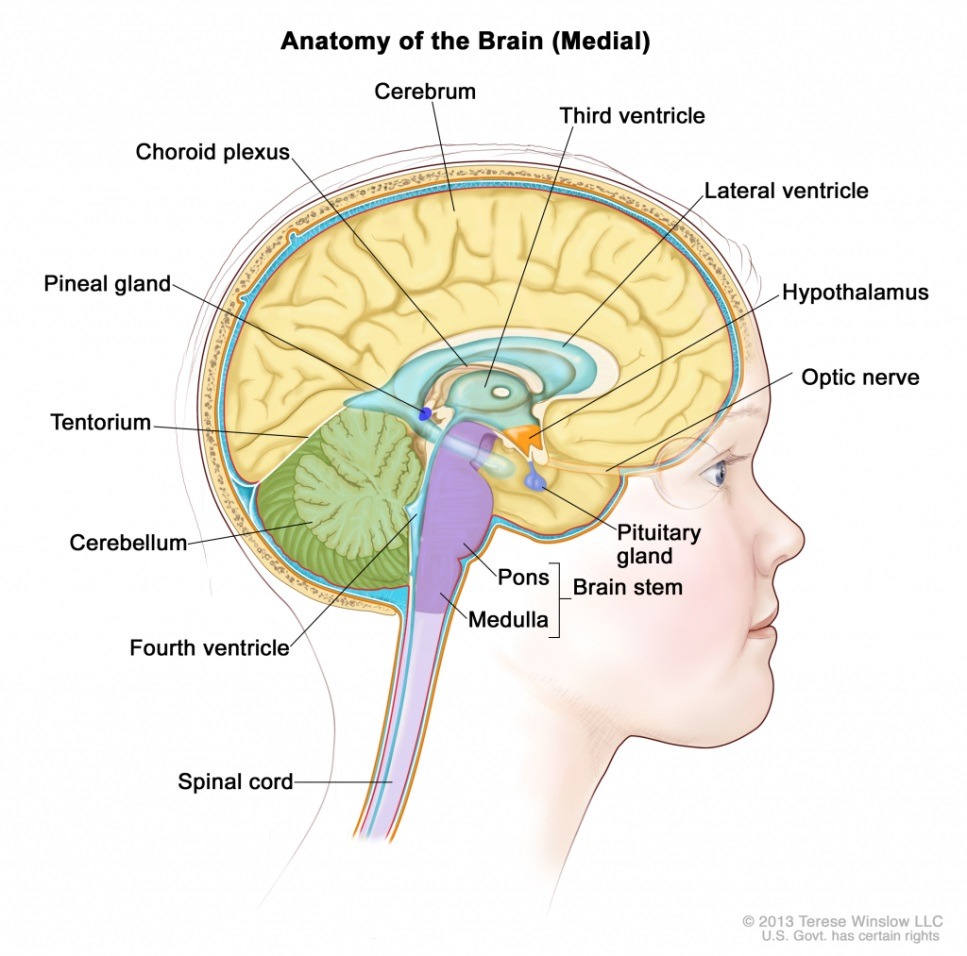 Anatomy of the Brain (Medial)
Cerebrum
Third ventricle
Choroid plexus
Lateral ventricle
Pineal gland
Hypothalamus
Optic nerve
Tentorium
Cerebellum
Pituitary
gland
Pons
Brain stem
Medulla
Fourth ventricle
Spinal cord
© 2013 Terese Winslow LLC
U.S. Govt. has certain rights